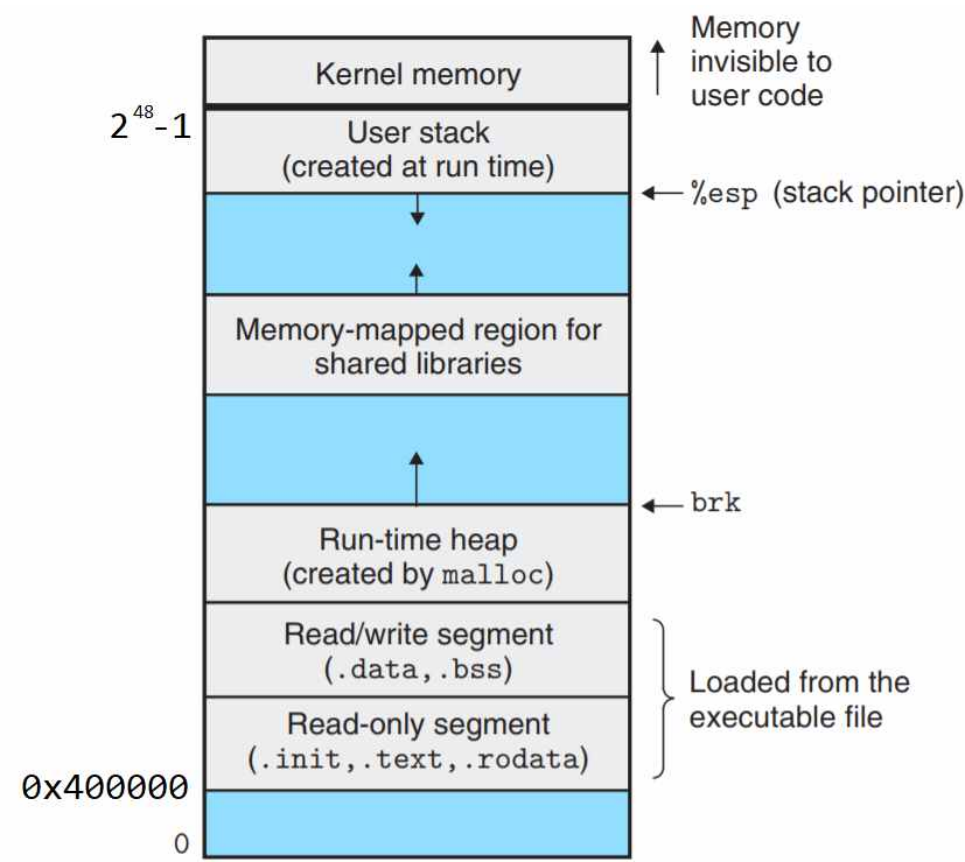 Kernel memory
Memory
invisible to
user code
2^48-1
User stack
(created at run time)
%esp (stack pointer)
Memory-mapped region for
shared libraries
brk
Run-time heap
(created by malloc)
Read/write segment
(.data,.bss)
Loaded from the
executable file
Read-only segment
(.init,.text,.rodata)
0x400000
0